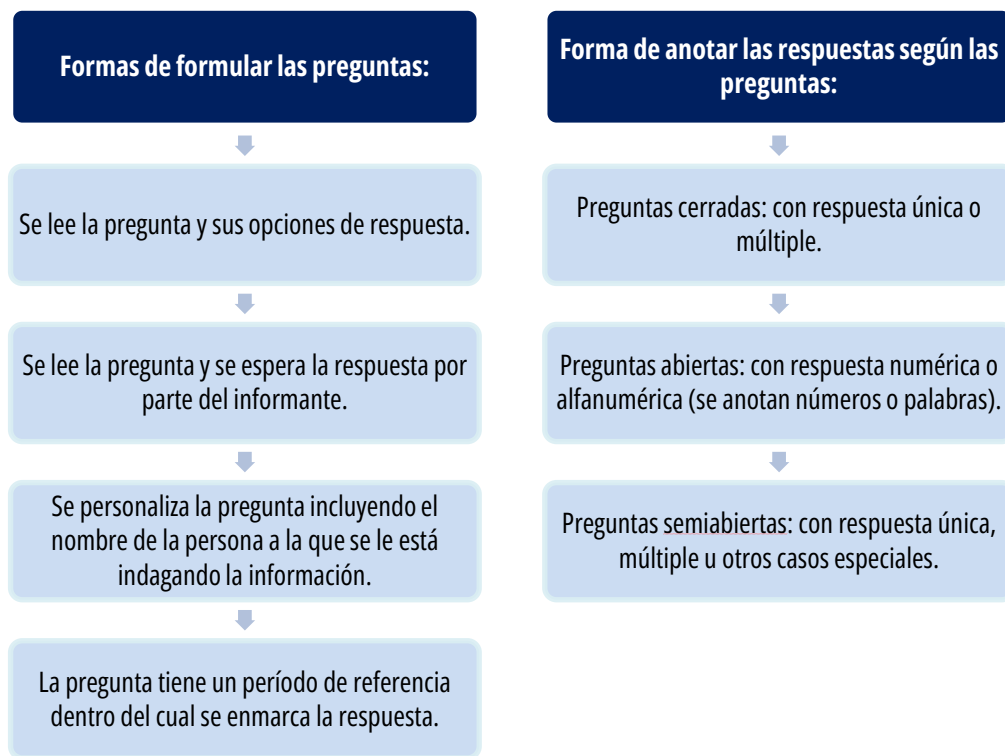 Formas de formular las preguntas:
Se lee la pregunta y sus opciones de respuesta.
Se lee la pregunta y se espera la respuesta por
parte del informante.
Se personaliza la pregunta incluyendo el
nombre de la persona a la que se le está
indagando la información.
La pregunta tiene un período de referencia
dentro del cual se enmarca la respuesta.
Forma de anotar las respuestas según las
preguntas:
Preguntas cerradas: con respuesta única o
múltiple.
Preguntas abiertas: con respuesta numérica o
alfanumérica (se anotan números o palabras).
Preguntas semiabiertas: con respuesta única,
múltiple u otros casos especiales.